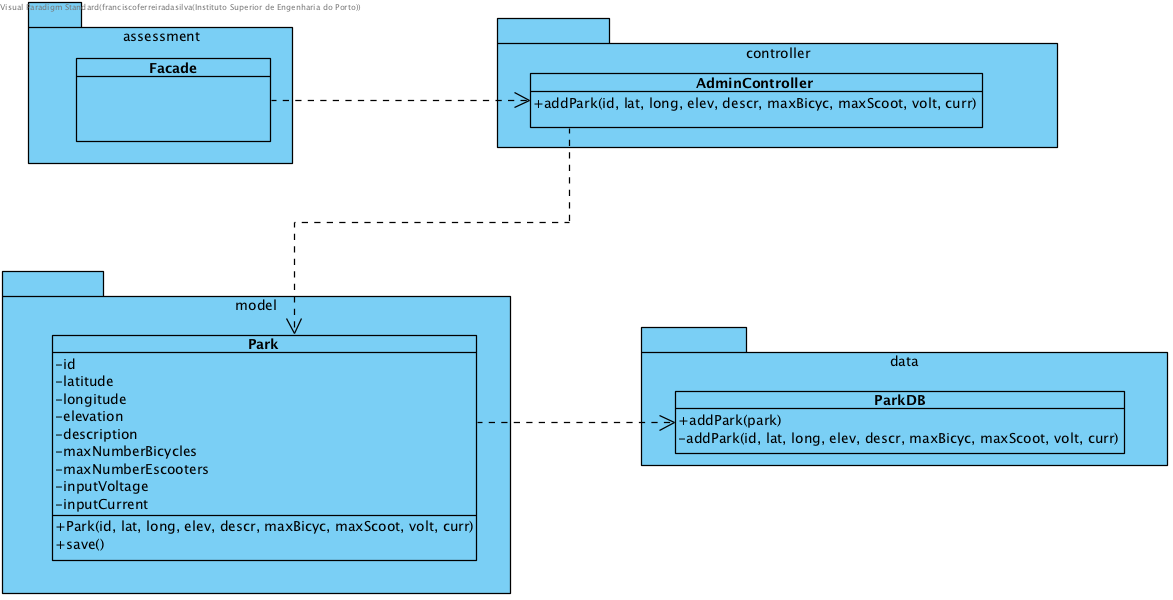 Visual Paradigm Standard(franciscoferreiradasilva(Instituto Superior de Engenharia do Porto))
assessment
Facade
controller
AdminController
+addPark(id, lat, long, elev, descr, maxBicyc, maxScoot, volt, curr)
model
Park
-id
-latitude
-longitude
-elevation
-description
-maxNumberBicycles
-maxNumberEscooters
-inputVoltage
-inputCurrent
+Park(id, lat, long, elev, descr, maxBicyc, maxScoot, volt, curr)
+save()
data
ParkDB
+addPark(park)
-addPark(id, lat, long, elev, descr, maxBicyc, maxScoot, volt, curr)